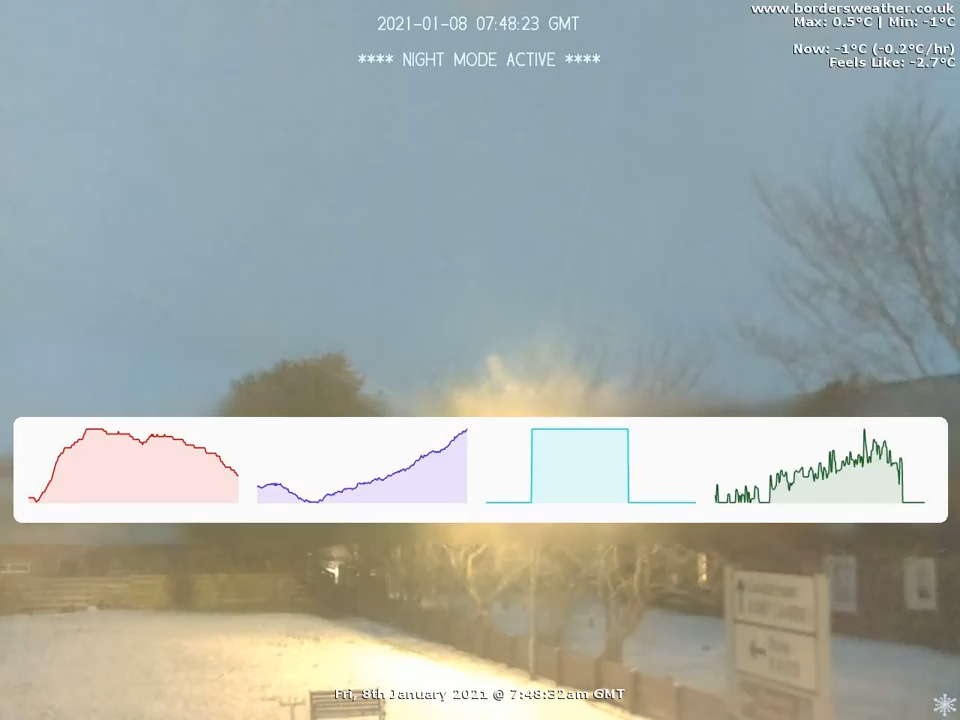 www.bordersweather.co.uk
2021-01-08 07:48:23 GMT
Max: 0.5°C | Min: -1°C
**** NIGHT MODE ACTIVE ****
Now: -1°C (-0.2°C/hr)
Feels Like: -2.7°C
Fri, 8th January 2021 @ 7:48:32am GMT